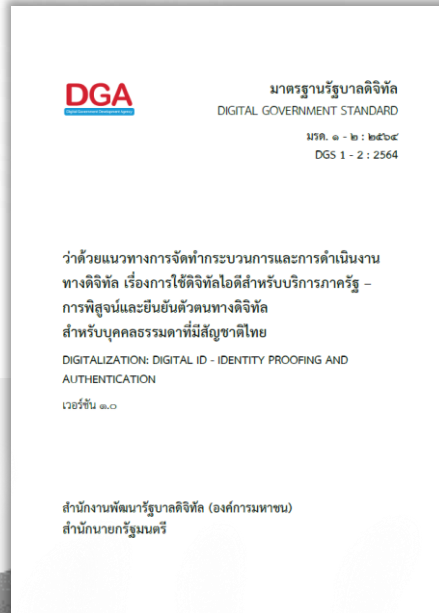 DGA
Digital Government Development Agency
มาตรฐานรัฐบาลดิจิทัล
DIGITAL GOVERNMENT STANDARD
มรด. ๑ - ๒ : ๒๕๖๔
DGS 1 - 2 : 2564
ว่าด้วยแนวทางการจัดทำกระบวนการและการดำเนินงาน
ทางดิจิทัล เรื่องการใช้ดิจิทัลไอดีสำหรับบริการภาครัฐ –
การพิสูจน์และยืนยันตัวตนทางดิจิทัล
สำหรับบุคคลธรรมดาที่มีสัญชาติไทย
DIGITALIZATION: DIGITAL ID - IDENTITY PROOFING AND
AUTHENTICATION
เวอร์ชัน ๑.๐
สำนักงานพัฒนารัฐบาลดิจิทัล (องค์การมหาชน)
สำนักนายกรัฐมนตรี